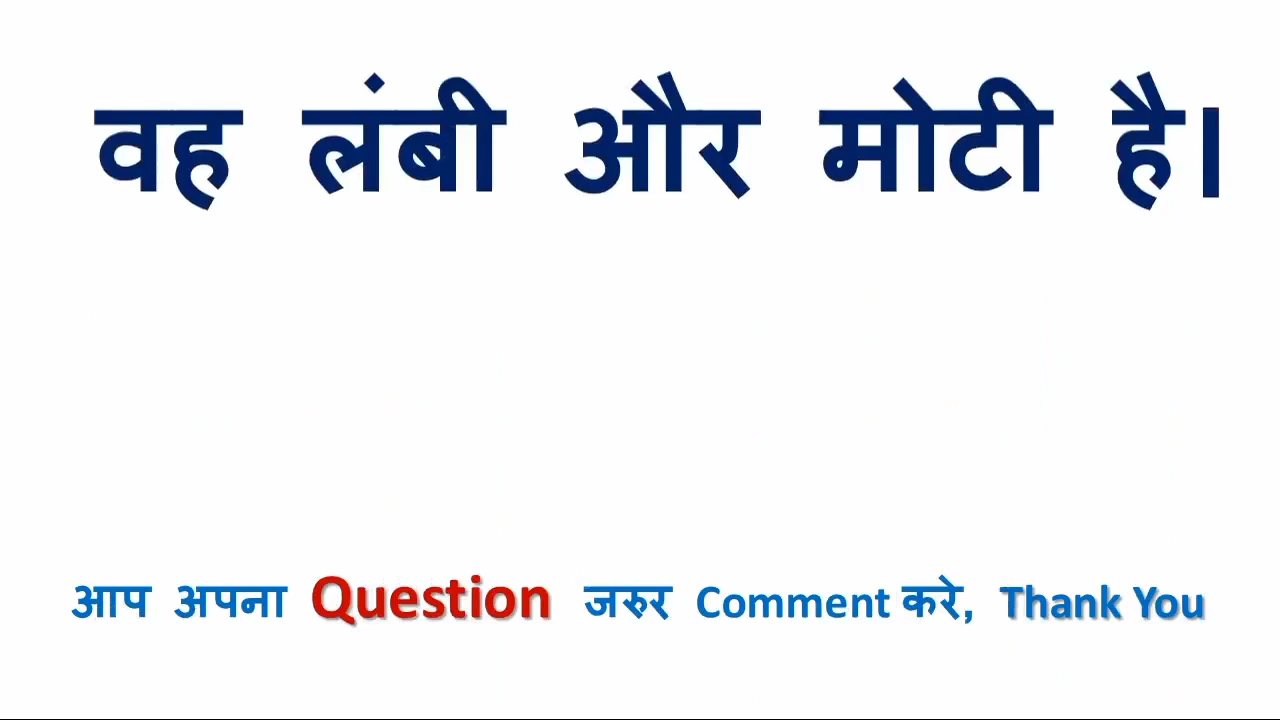 वह लंबी और मोटी है।
आप अपना Question जरुर Comment करे, Thank You